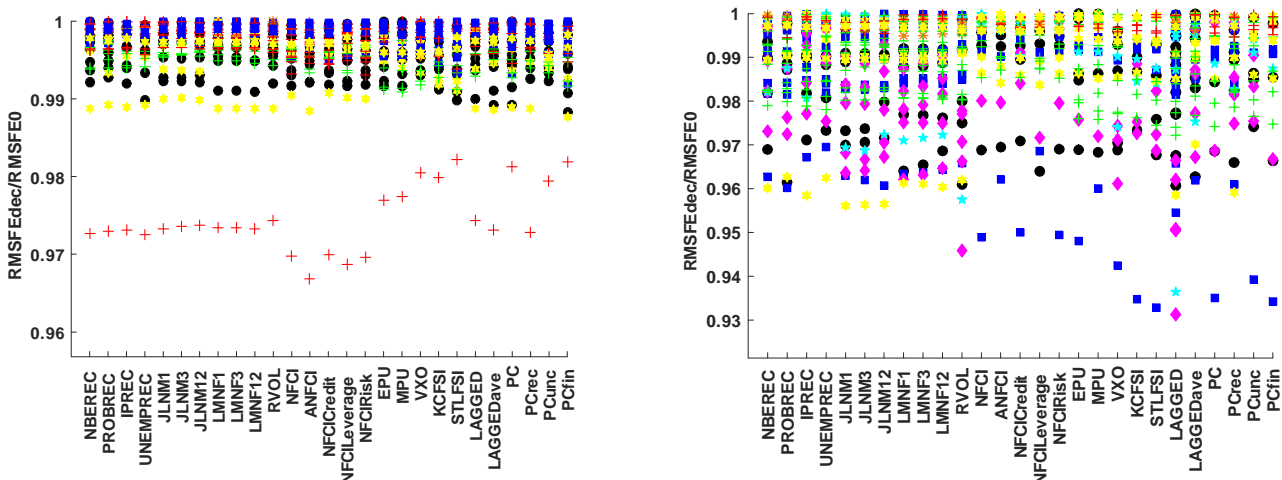 RMSFEdec/RMSFE0
1
0.99
0.98
0.97
0.96
NBEREC
PROBREC
IPREC
UNEMPREC
JLNM1
JLNM3
JLNM12
LMNF1
LMNF3
LMNF12
RVOL
NFCI
ANFCI
NFCICredit
NFCILeverage
NFCIRisk
EPU
MPU
VXO
KCFSI
STLFSI
LAGGED
LAGGEDave
PC
PCrec
PCunc
PCfin
RMSFEdec/RMSFE0
1
0.99
0.98
0.97
0.96
0.95
0.94
0.93
NBEREC
PROBREC
IPREC
UNEMPREC
JLNM1
JLNM3
JLNM12
LMNF1
LMNF3
LMNF12
RVOL
NFCI
ANFCI
NFCICredit
NFCILeverage
NFCIRisk
EPU
MPU
VXO
KCFSI
STLFSI
LAGGED
LAGGEDave
PC
PCrec
PCunc
PCfin